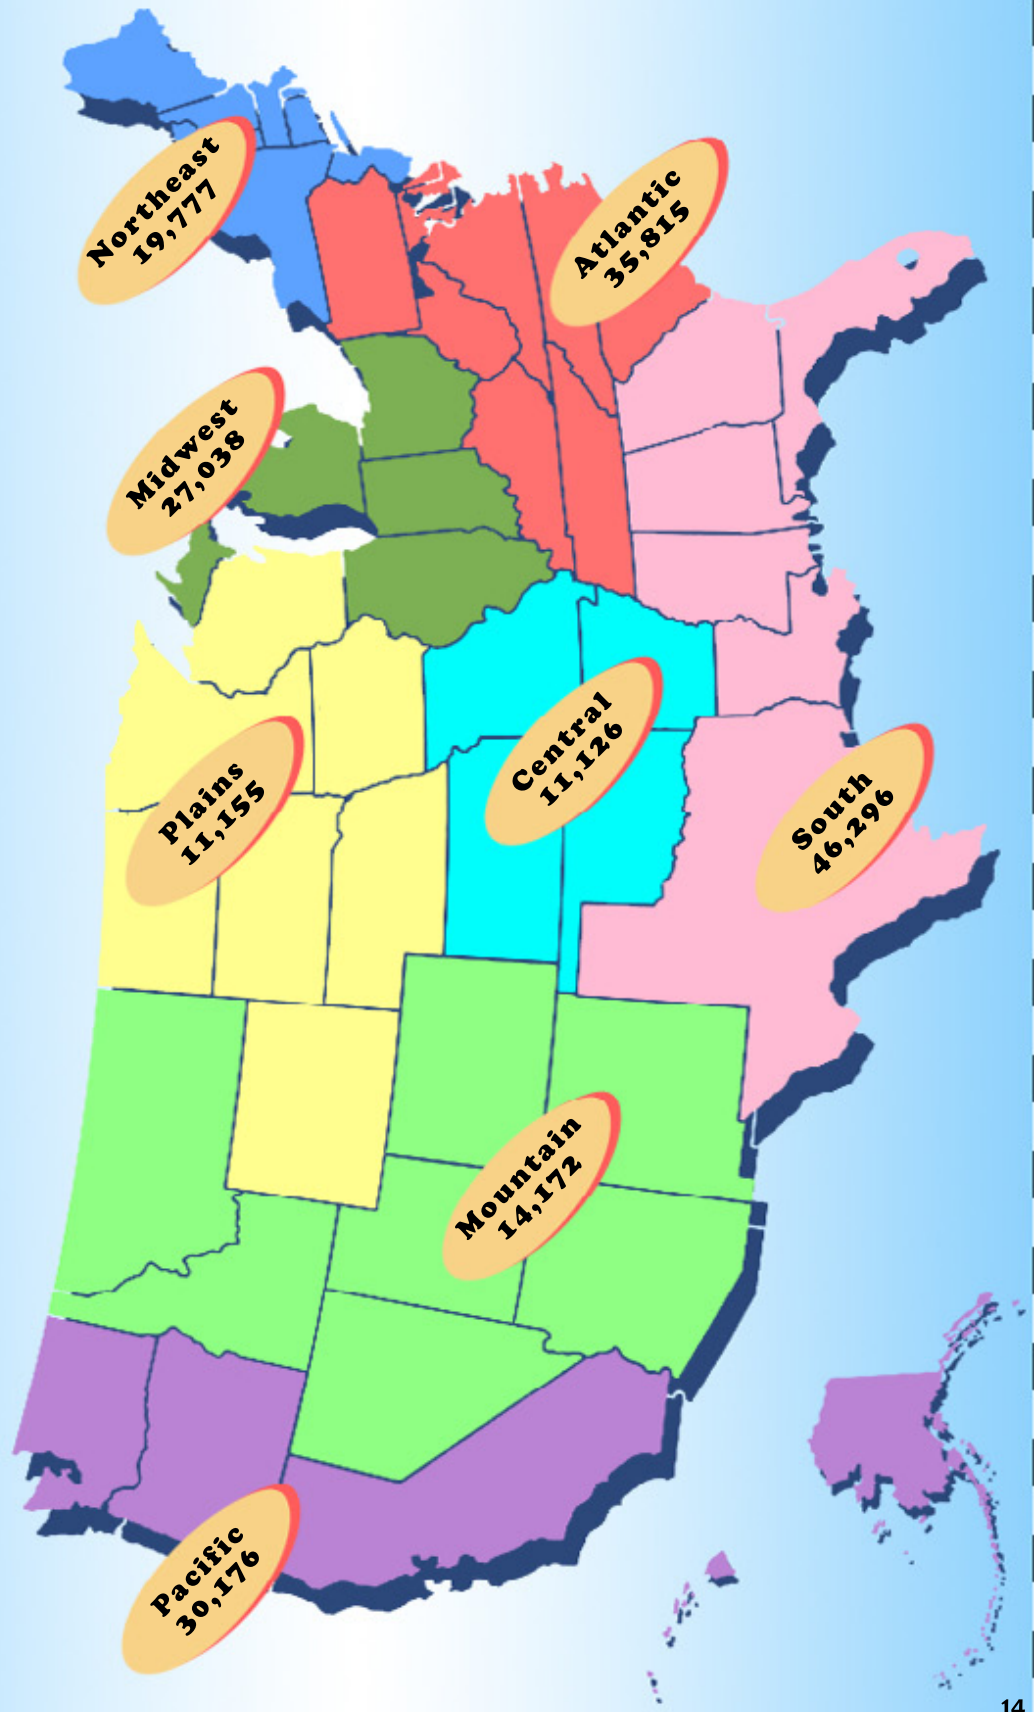 Northeast
19,777
Atlantic
35,815
Midwest
27,038
Plains
11,155
Central
11,126
South
46,296
Mountain
14,172
Pacific
30,176
14